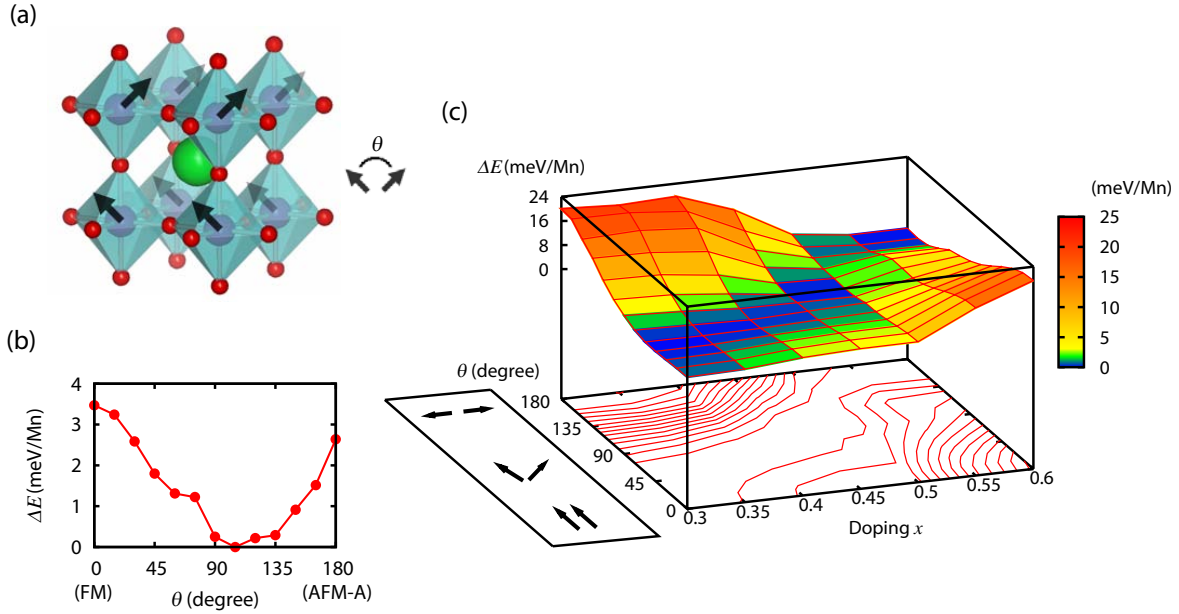 (a)
θ
(b)
ΔE (meV/Mn)
4
3
2
1
0
0 45 90 135 180
(FM) (AFM-A)
θ (degree)
(c)
ΔE (meV/Mn)
24
16
8
0
(meV/Mn)
25
20
15
10
5
0
θ (degree)
180
135
90
45
0
0.3 0.35 0.4 0.45 0.5 0.55 0.6
Doping x